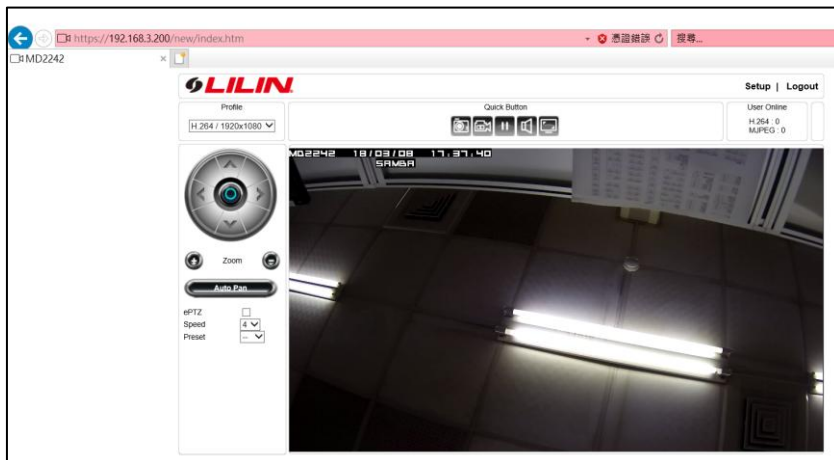 https://192.168.3.200/new/index.htm
憑證錯誤
搜尋...
MD2242
LILIN
Setup | Logout
Profile
Quick Button
User Online
H.264 / 1920x1080
H.264 : 0
MJPEG : 0
MD2242 18/03/08 17:37:40
SAMBA
Zoom
Auto Pan
ePTZ
Speed 4
Preset --